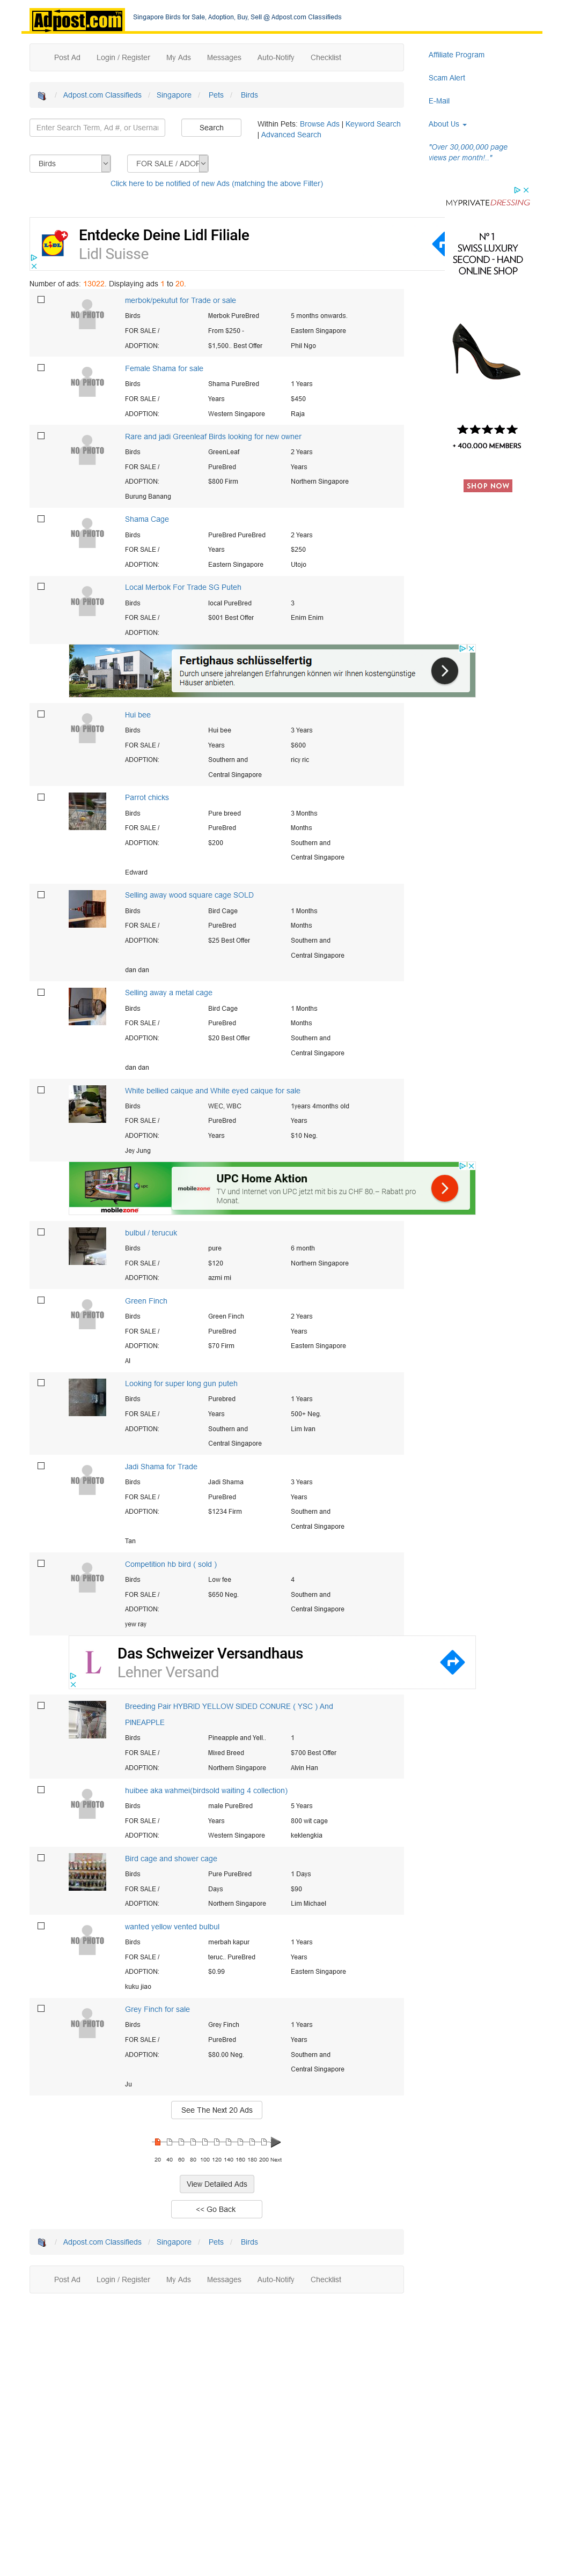 Adpost.com
Singapore Birds for Sale, Adoption, Buy, Sell @ Adpost.com Classifieds
Post Ad Login / Register My Ads Messages Auto-Notify Checklist
Affiliate Program
Scam Alert
E-Mail
About Us
"Over 30,000,000 page
views per month!.."
/ Adpost.com Classifieds / Singapore / Pets / Birds
Enter Search Term, Ad #, or Usernam
Search
Within Pets: Browse Ads | Keyword Search
| Advanced Search
Birds
FOR SALE / ADOP
Click here to be notified of new Ads (matching the above Filter)
Entdecke Deine Lidl Filiale
Lidl Suisse
MYPRIVATEDRESSING
N°1
SWISS LUXURY
SECOND - HAND
ONLINE SHOP
+ 400.000 MEMBERS
SHOP NOW
Number of ads: 13022. Displaying ads 1 to 20.
NO PHOTO
merbok/pekutut for Trade or sale
Birds Merbok PureBred 5 months onwards.
FOR SALE / From $250 - Eastern Singapore
ADOPTION: $1,500.. Best Offer Phil Ngo
NO PHOTO
Female Shama for sale
Birds Shama PureBred 1 Years
FOR SALE / Years $450
ADOPTION: Western Singapore Raja
NO PHOTO
Rare and jadi Greenleaf Birds looking for new owner
Birds GreenLeaf 2 Years
FOR SALE / PureBred Years
ADOPTION: $800 Firm Northern Singapore
Burung Banang
NO PHOTO
Shama Cage
Birds PureBred PureBred 2 Years
FOR SALE / Years $250
ADOPTION: Eastern Singapore Utojo
NO PHOTO
Local Merbok For Trade SG Puteh
Birds local PureBred 3
FOR SALE / $001 Best Offer Enim Enim
ADOPTION:
Fertighaus schlüsselfertig
Durch unsere jahrelangen Erfahrungen können wir Ihnen kostengünstige
Häuser anbieten.
NO PHOTO
Hui bee
Birds Hui bee 3 Years
FOR SALE / Years $600
ADOPTION: Southern and ricy ric
Central Singapore
Parrot chicks
Birds Pure breed 3 Months
FOR SALE / PureBred Months
ADOPTION: $200 Southern and
Central Singapore
Edward
Selling away wood square cage SOLD
Birds Bird Cage 1 Months
FOR SALE / PureBred Months
ADOPTION: $25 Best Offer Southern and
Central Singapore
dan dan
Selling away a metal cage
Birds Bird Cage 1 Months
FOR SALE / PureBred Months
ADOPTION: $20 Best Offer Southern and
Central Singapore
dan dan
White bellied caique and White eyed caique for sale
Birds WEC, WBC 1years 4months old
FOR SALE / PureBred Years
ADOPTION: Years $10 Neg.
Jey Jung
mobilezone
mobilezone
UPC Home Aktion
TV und Internet von UPC jetzt mit bis zu CHF 80.– Rabatt pro
Monat.
bulbul / terucuk
Birds pure 6 month
FOR SALE / $120 Northern Singapore
ADOPTION: azmi mi
NO PHOTO
Green Finch
Birds Green Finch 2 Years
FOR SALE / PureBred Years
ADOPTION: $70 Firm Eastern Singapore
Al
Looking for super long gun puteh
Birds Purebred 1 Years
FOR SALE / Years 500+ Neg.
ADOPTION: Southern and Lim Ivan
Central Singapore
NO PHOTO
Jadi Shama for Trade
Birds Jadi Shama 3 Years
FOR SALE / PureBred Years
ADOPTION: $1234 Firm Southern and
Central Singapore
Tan
NO PHOTO
Competition hb bird ( sold )
Birds Low fee 4
FOR SALE / $650 Neg. Southern and
ADOPTION: Central Singapore
yew ray
L
Das Schweizer Versandhaus
Lehner Versand
Breeding Pair HYBRID YELLOW SIDED CONURE ( YSC ) And
PINEAPPLE
Birds Pineapple and Yell.. 1
FOR SALE / Mixed Breed $700 Best Offer
ADOPTION: Northern Singapore Alvin Han
NO PHOTO
huibee aka wahmei(birdsold waiting 4 collection)
Birds male PureBred 5 Years
FOR SALE / Years 800 wit cage
ADOPTION: Western Singapore keklengkia
Bird cage and shower cage
Birds Pure PureBred 1 Days
FOR SALE / Days $90
ADOPTION: Northern Singapore Lim Michael
NO PHOTO
wanted yellow vented bulbul
Birds merbah kapur 1 Years
FOR SALE / teruc.. PureBred Years
ADOPTION: $0.99 Eastern Singapore
kuku jiao
NO PHOTO
Grey Finch for sale
Birds Grey Finch 1 Years
FOR SALE / PureBred Years
ADOPTION: $80.00 Neg. Southern and
Central Singapore
Ju
See The Next 20 Ads
20 40 60 80 100 120 140 160 180 200 Next
View Detailed Ads
<< Go Back
/ Adpost.com Classifieds / Singapore / Pets / Birds
Post Ad Login / Register My Ads Messages Auto-Notify Checklist